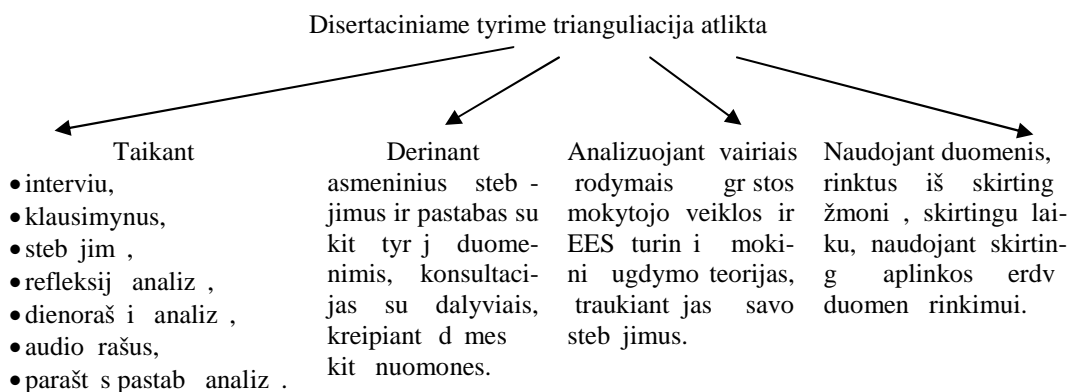 Disertaciniame tyrime trianguliacija atlikta
Taikant
• interviu,
• klausimynus,
• steb jim ,
• refleksij analiz ,
• dienoraš i analiz ,
• audio rašus,
• parašt s pastab analiz .
Derinant
asmeninius steb -
jimus ir pastabas su
kit tyr j duome-
nimis, konsultaci-
jas su dalyviais,
kreipiant d mes
kit nuomones.
Analizuojant vairiais
rodymais gr stos
mokytojo veiklos ir
EES turin i moki-
ni ugdymo teorijas,
traukiant jas savo
steb jimus.
Naudojant duomenis,
rinktus iš skirting
žmoni , skirtingu lai-
ku, naudojant skirtin-
g aplinkos erdv
duomen rinkimui.